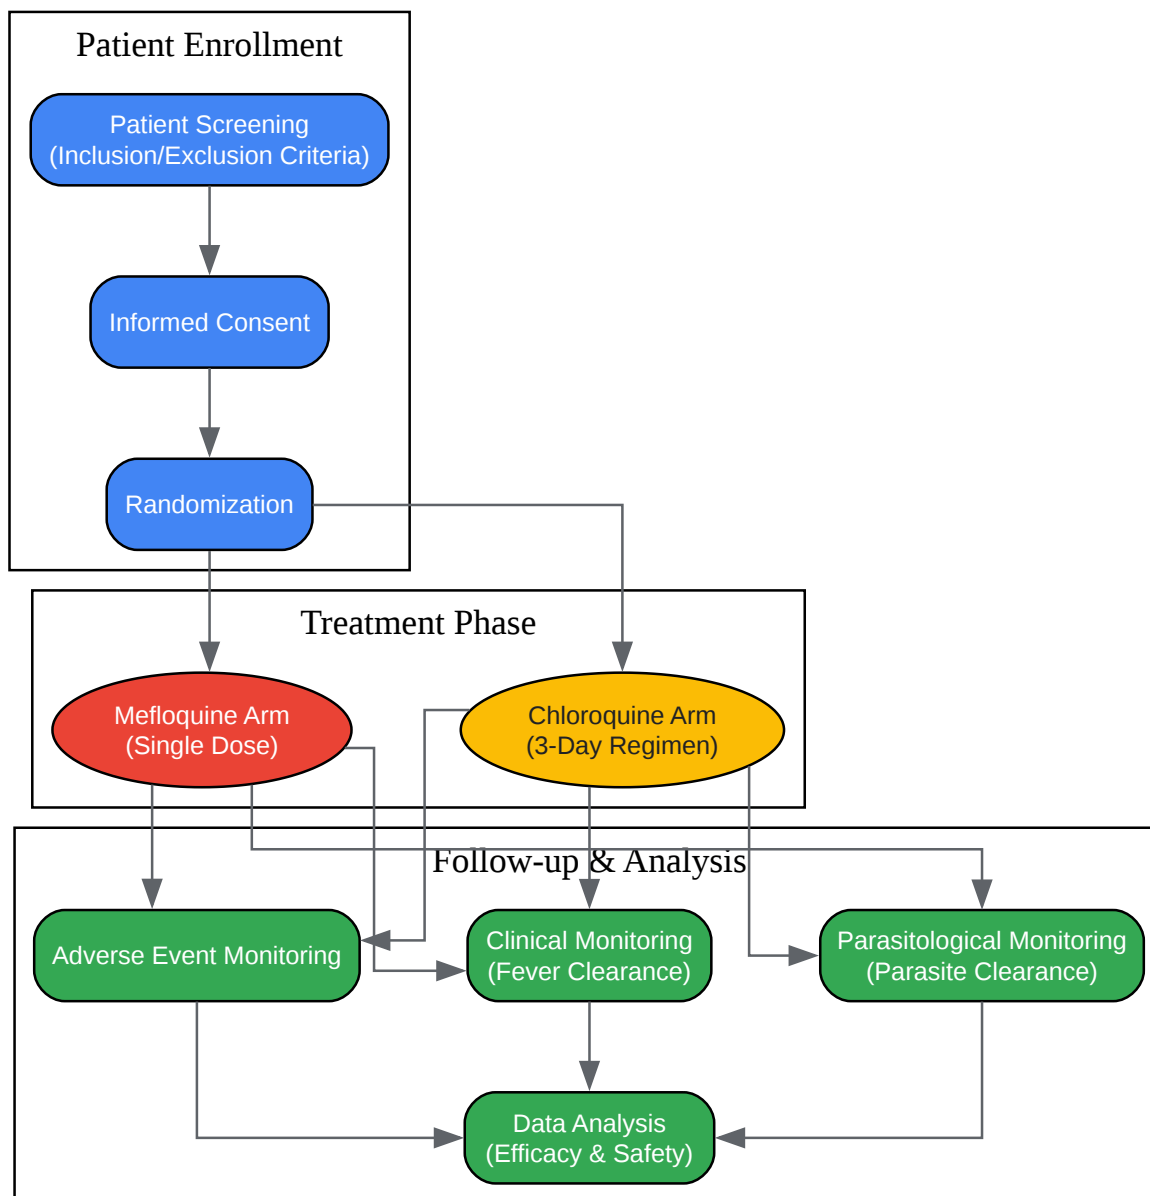 Patient Enrollment
Patient Screening
(Inclusion/Exclusion Criteria)
Informed Consent
Randomization
Treatment Phase
Mefloquine Arm
(Single Dose)
Chloroquine Arm
(3-Day Regimen)
Follow-up & Analysis
Adverse Event Monitoring
Clinical Monitoring
(Fever Clearance)
Parasitological Monitoring
(Parasite Clearance)
Data Analysis
(Efficacy & Safety)